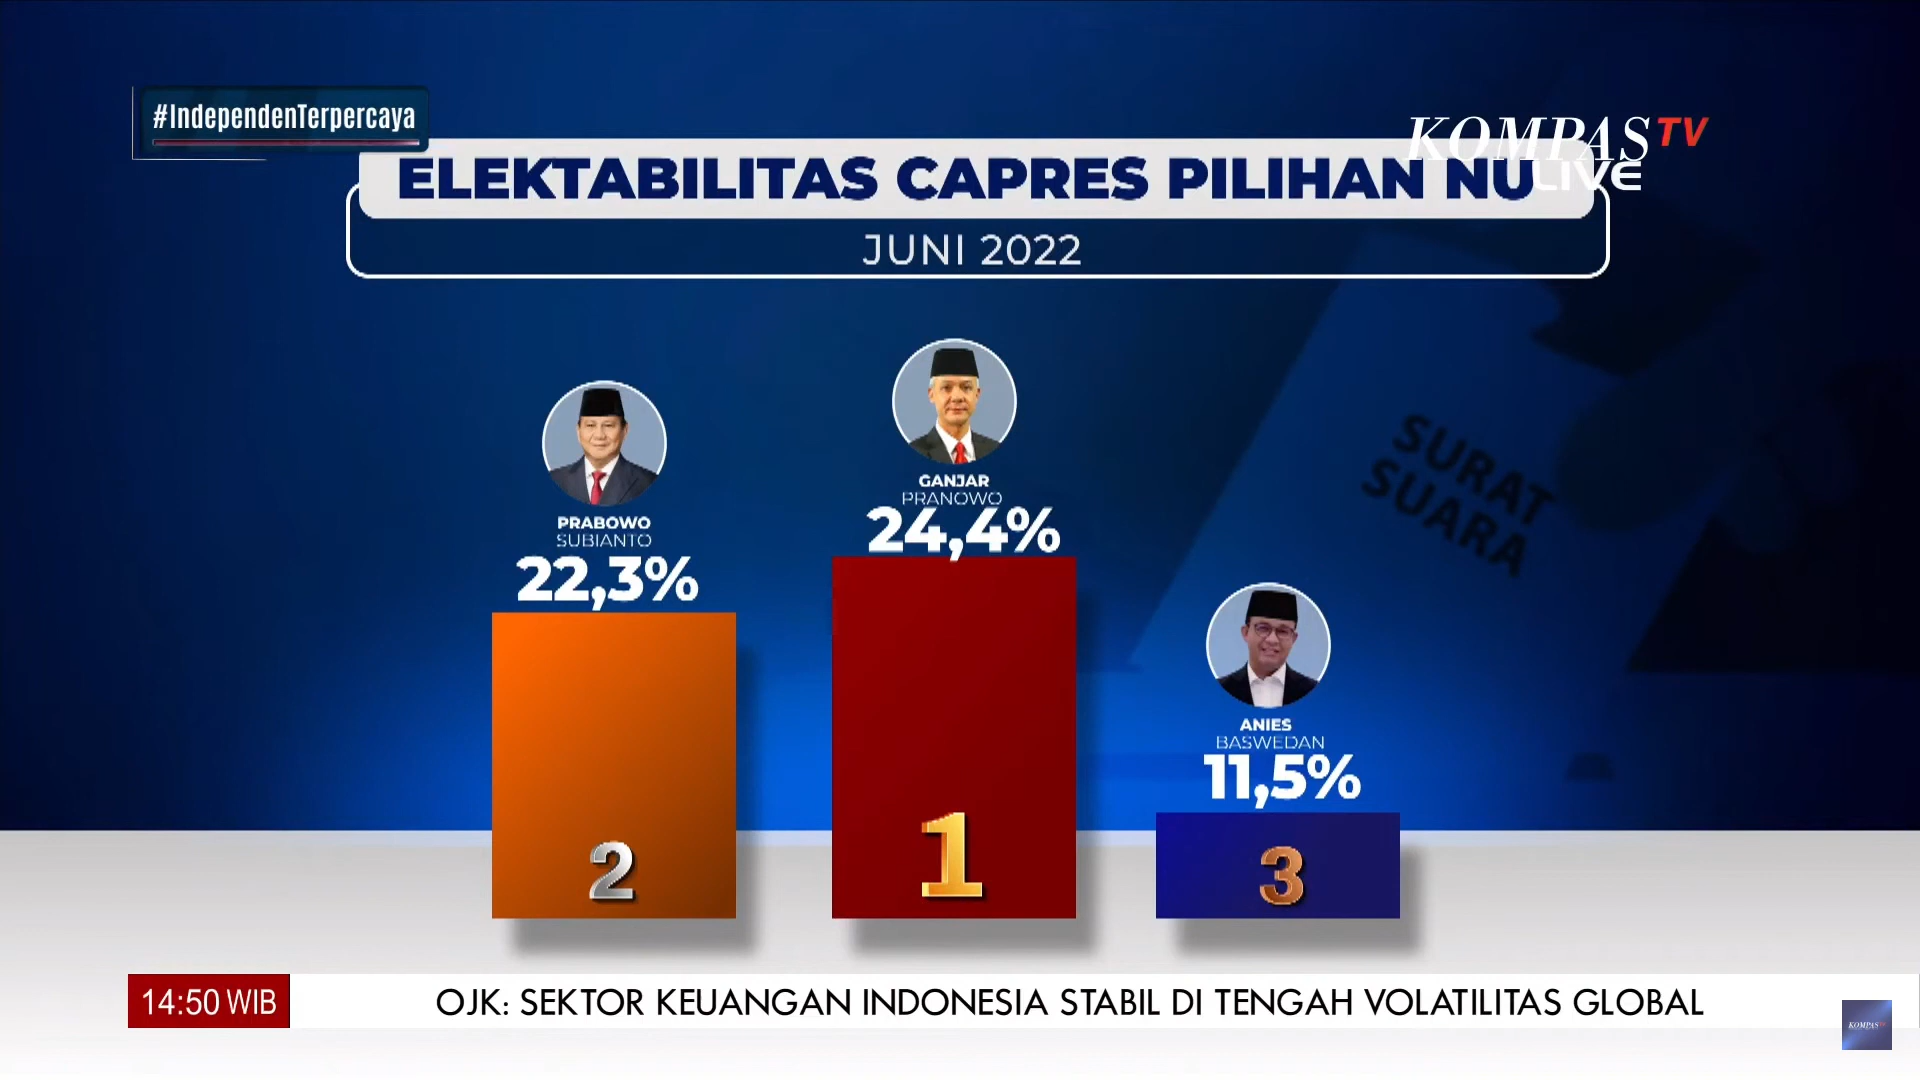 #IndependenTerpercaya
KOMPAS TV
LIVE
ELEKTABILITAS CAPRES PILIHAN NU
JUNI 2022
GANJAR
PRANOWO
24,4%
PRABOWO
SUBIANTO
22,3%
ANIES
BASWEDAN
11,5%
SURAT
SUARA
2
1
3
14:50 WIB
OJK: SEKTOR KEUANGAN INDONESIA STABIL DI TENGAH VOLATILITAS GLOBAL
KOMPAS TV